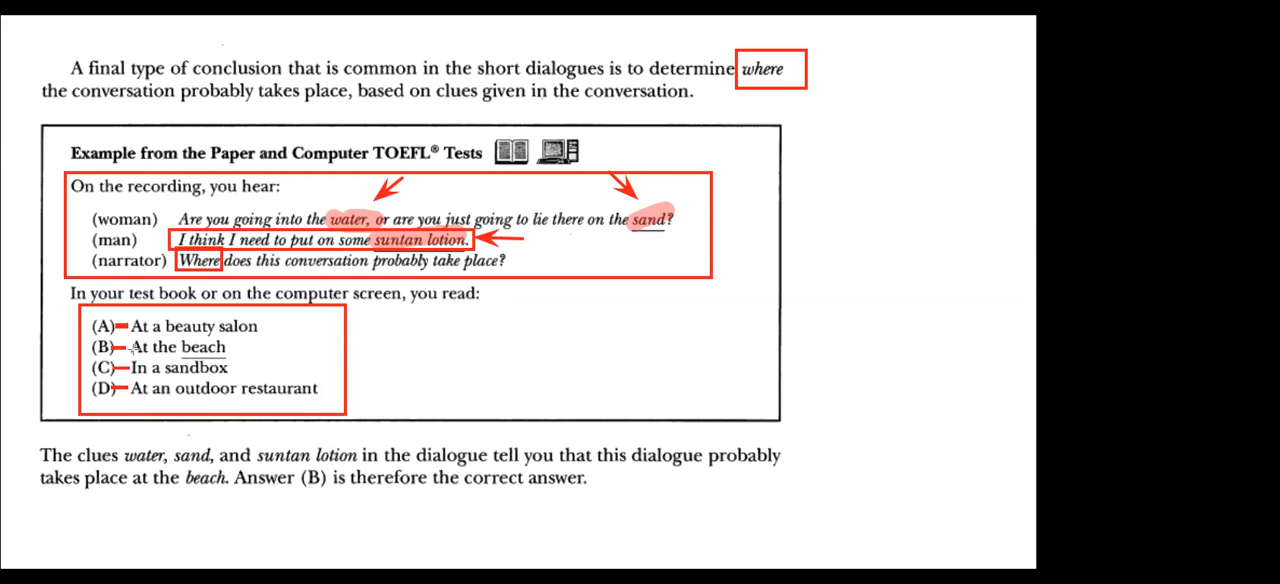 A final type of conclusion that is common in the short dialogues is to determine where
the conversation probably takes place, based on clues given in the conversation.
Example from the Paper and Computer TOEFL® Tests
On the recording, you hear:
(woman) Are you going into the water, or are you just going to lie there on the sand?
(man) I think I need to put on some suntan lotion.
(narrator) Where does this conversation probably take place?
In your test book or on the computer screen, you read:
(A) At a beauty salon
(B) At the beach
(C) In a sandbox
(D) At an outdoor restaurant
The clues water, sand, and suntan lotion in the dialogue tell you that this dialogue probably
takes place at the beach. Answer (B) is therefore the correct answer.